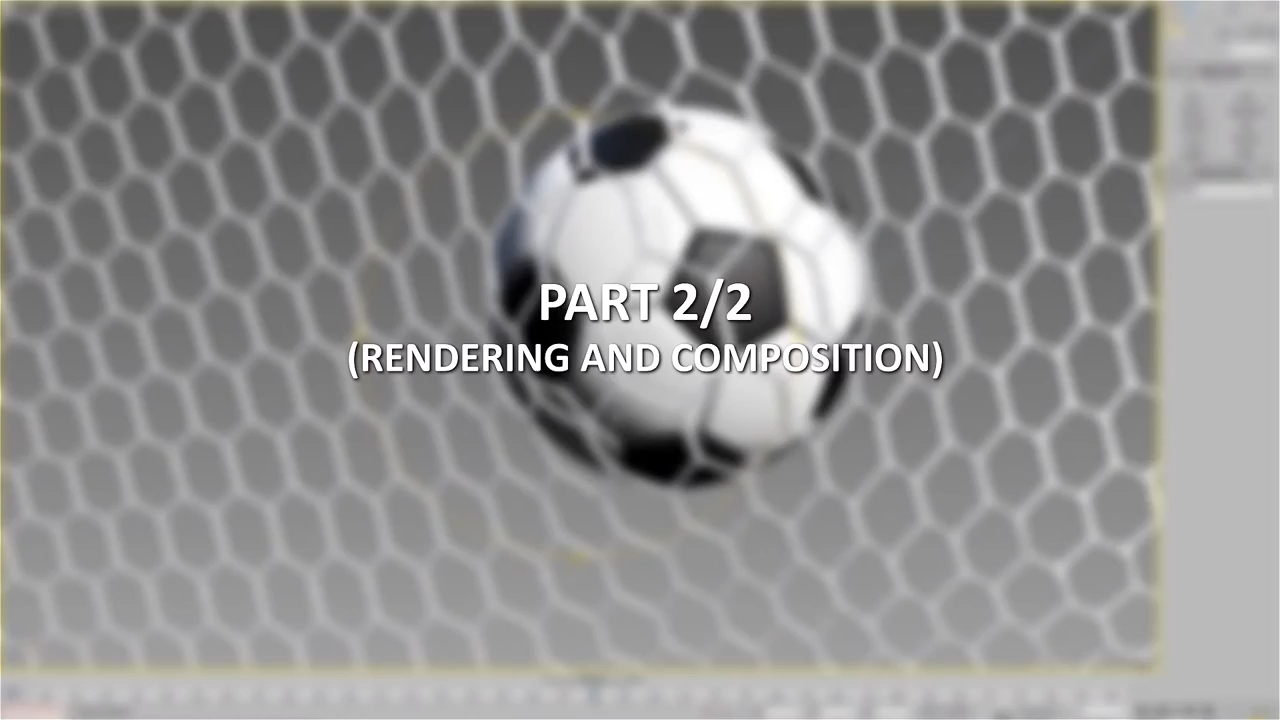 PART 2/2
(RENDERING AND COMPOSITION)